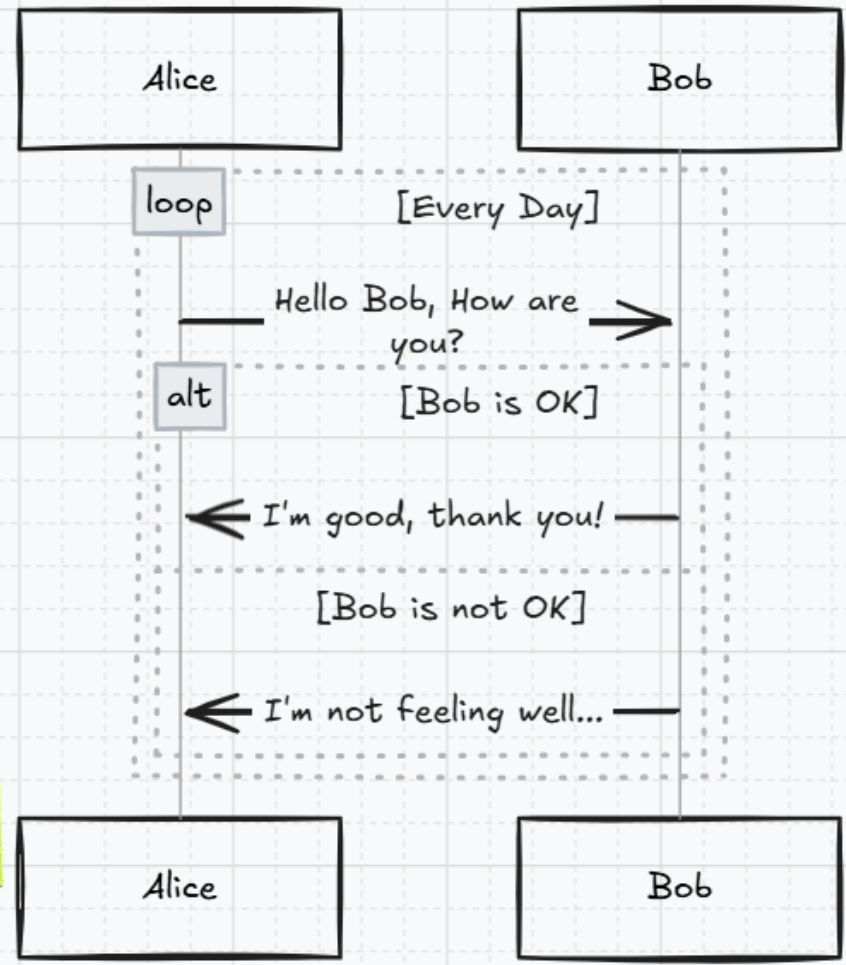 Alice
Bob
loop
[Every Day]
Hello Bob, How are
you?
alt
[Bob is OK]
I'm good, thank you!
[Bob is not OK]
I'm not feeling well...
Alice
Bob